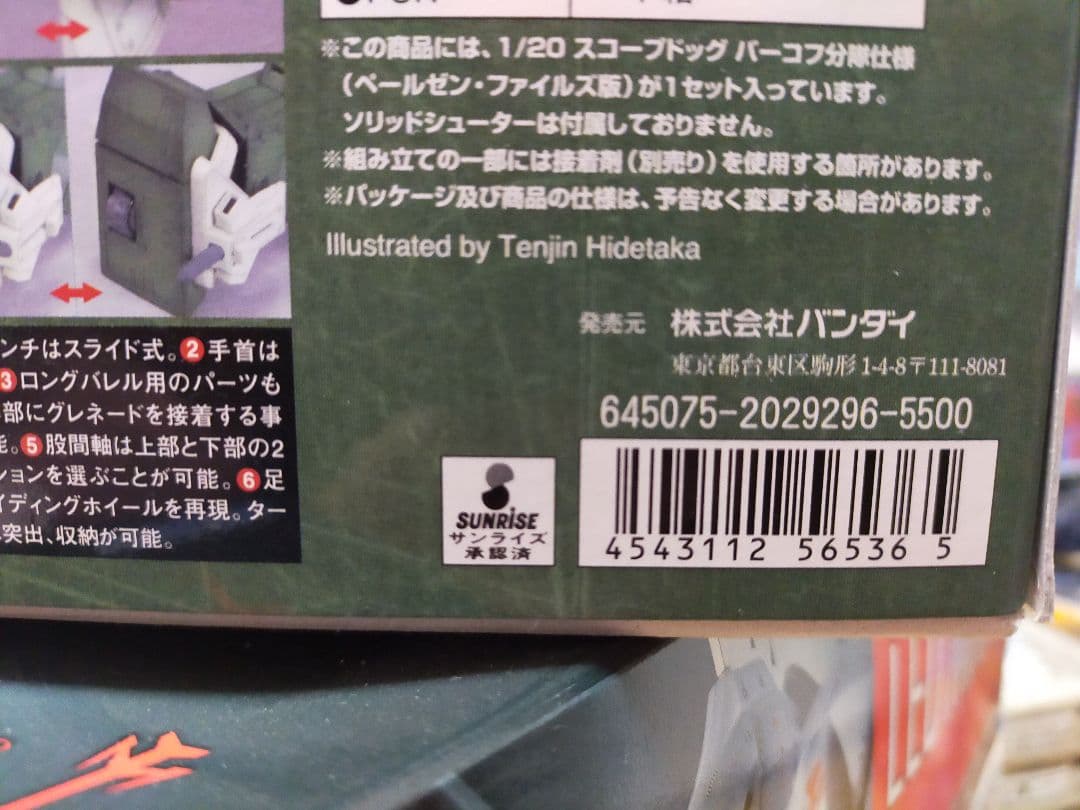 ※この商品には、1/20 スコープドッグ バーコフ分隊仕様
(ペールゼン・ファイルズ版)が1セット入っています。
ソリッドシューターは付属しておりません。
※組み立ての一部には接着剤(別売り)を使用する箇所があります。
※パッケージ及び商品の仕様は、予告なく変更する場合があります。
Illustrated by Tenjin Hidetaka
発売元 株式会社バンダイ
東京都台東区駒形1-4-8〒111-8081
645075-2029296-5500
4543112 56536 5
SUNRISE
サンライズ
承認済
ンチはスライド式。❷手首は
❸ロングバレル用のパーツも
部にグレネードを接着する事
能。❺股間軸は上部と下部の2
ションを選ぶことが可能。❻足
イディングホイールを再現。ター
突出、収納が可能。